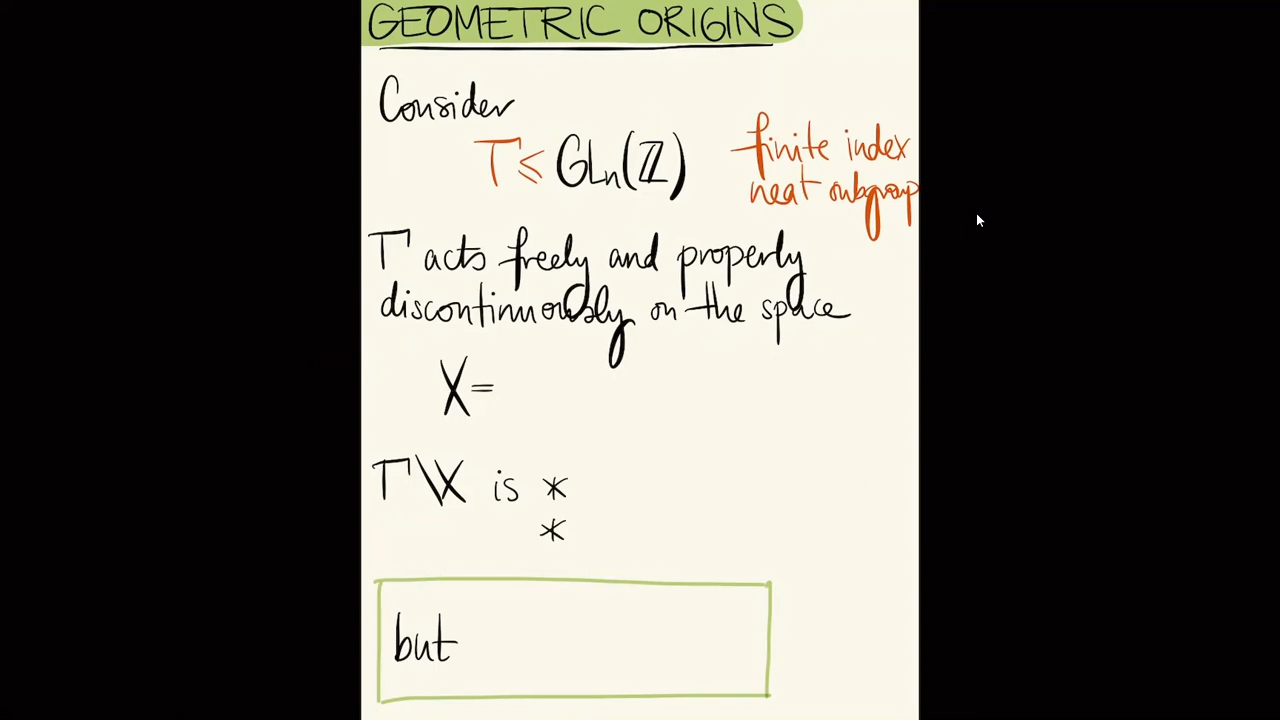 GEOMETRIC ORIGINS
Consider
Γ ≤ GLn(ℤ) finite index
neat subgroup
Γ acts freely and properly
discontinuously on the space
X =
Γ\X is *
*
but